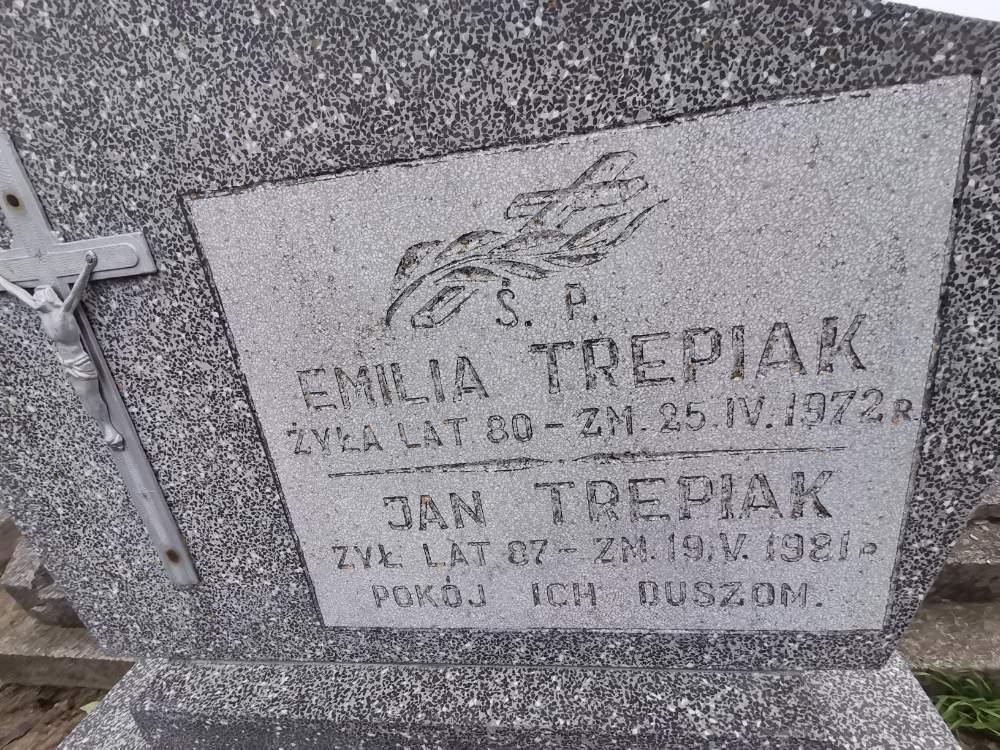 Ś. P.
EMILIA TREPIAK
ŻYŁA LAT 80 - ZM. 25.IV.1972 R
JAN TREPIAK
ŻYŁ LAT 87 - ZM. 19.V.1981 R
POKÓJ ICH DUSZOM.